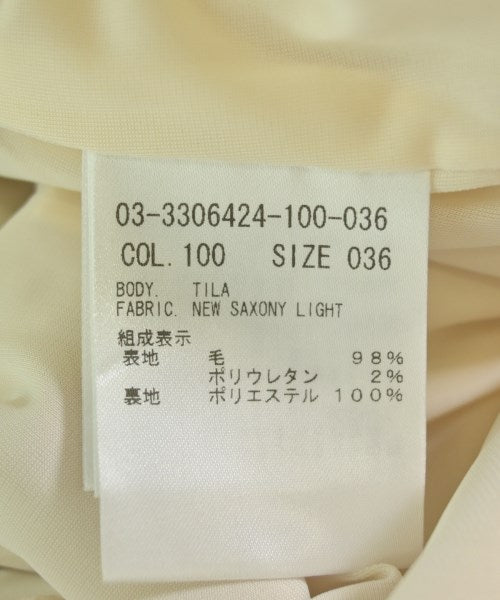 03-3306424-100-036
COL. 100 SIZE 036
BODY. TILA
FABRIC. NEW SAXONY LIGHT
組成表示
表地 毛 98%
ポリウレタン 2%
裏地 ポリエステル 100%